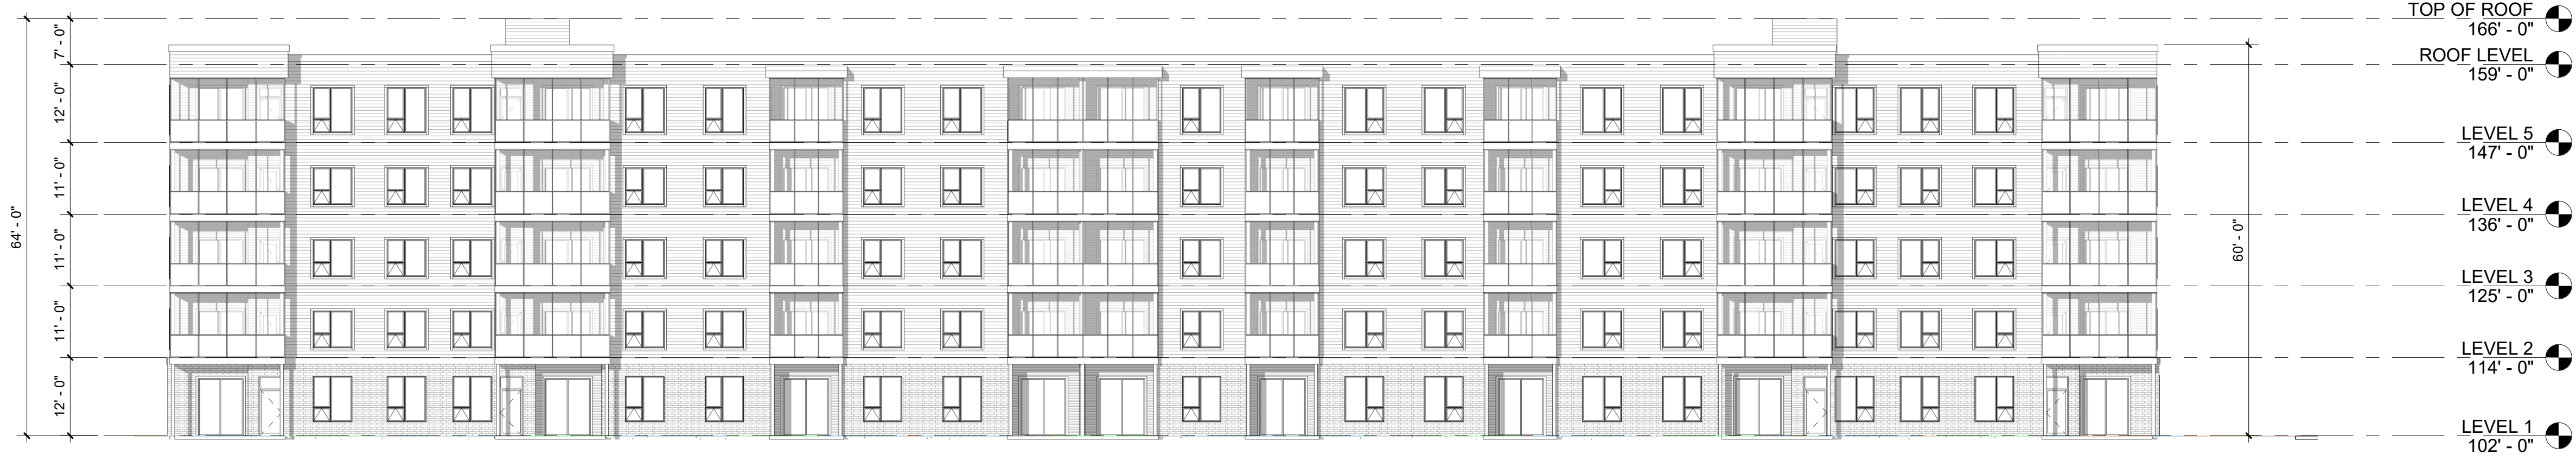 TOP OF ROOF
166' - 0"
ROOF LEVEL
159' - 0"
LEVEL 5
147' - 0"
LEVEL 4
136' - 0"
LEVEL 3
125' - 0"
LEVEL 2
114' - 0"
LEVEL 1
102' - 0"
64' - 0"
7' - 0"
12' - 0"
11' - 0"
11' - 0"
11' - 0"
12' - 0"
60' - 0"